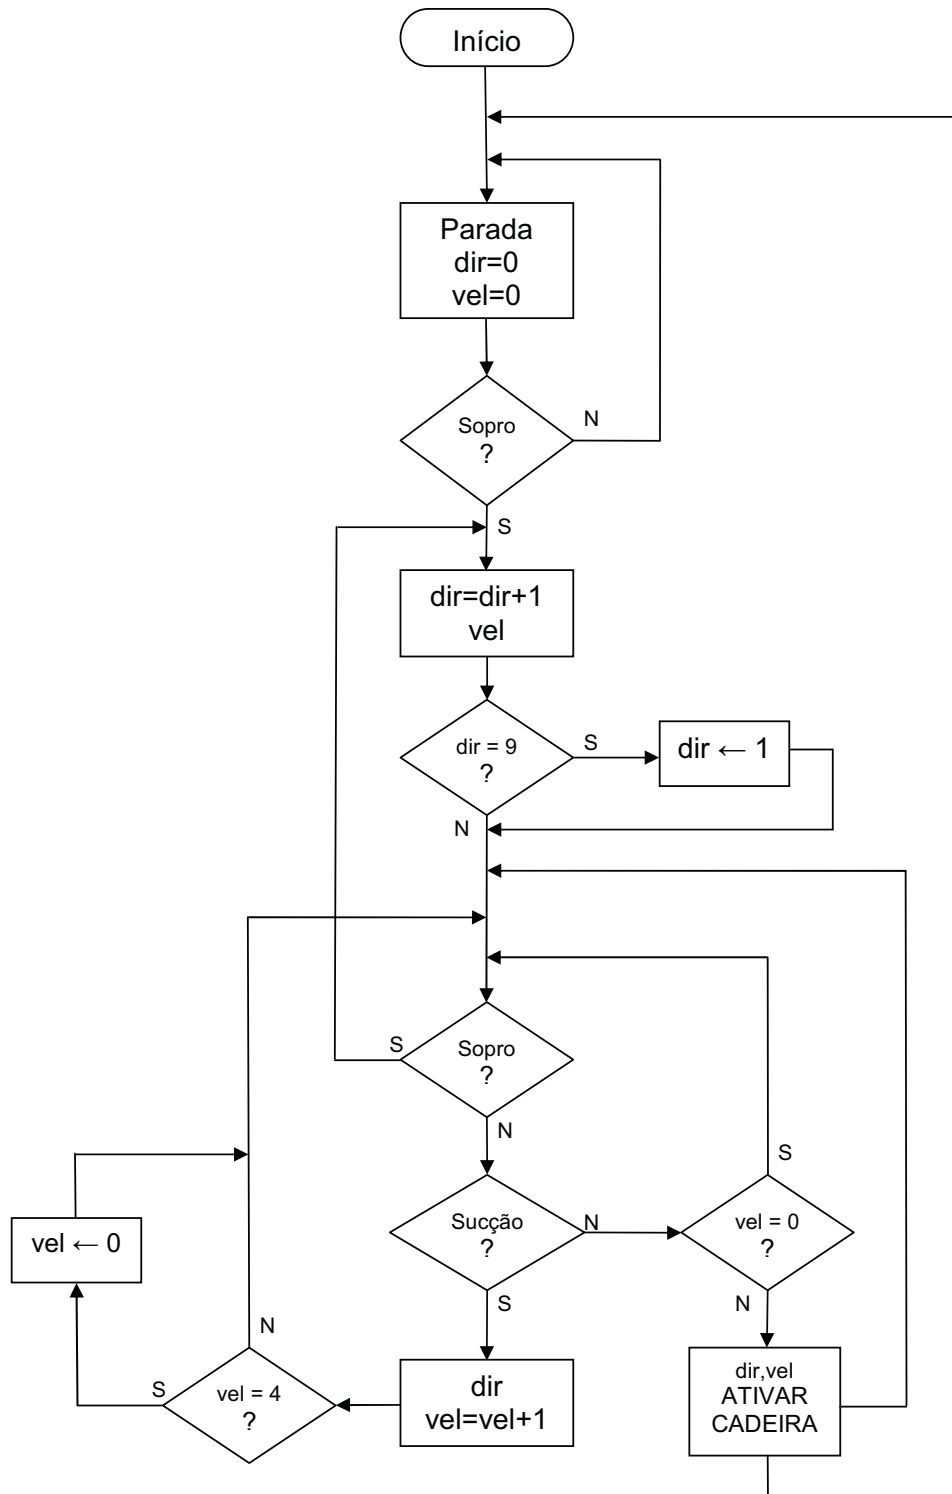 Início
Parada
dir=0
vel=0
Sopro
?
N
S
dir=dir+1
vel
dir = 9
?
S
dir ← 1
N
Sopro
?
S
N
Sucção
?
N
S
vel = 0
?
S
N
dir,vel
ATIVAR
CADEIRA
dir
vel=vel+1
vel = 4
?
N
S
vel ← 0